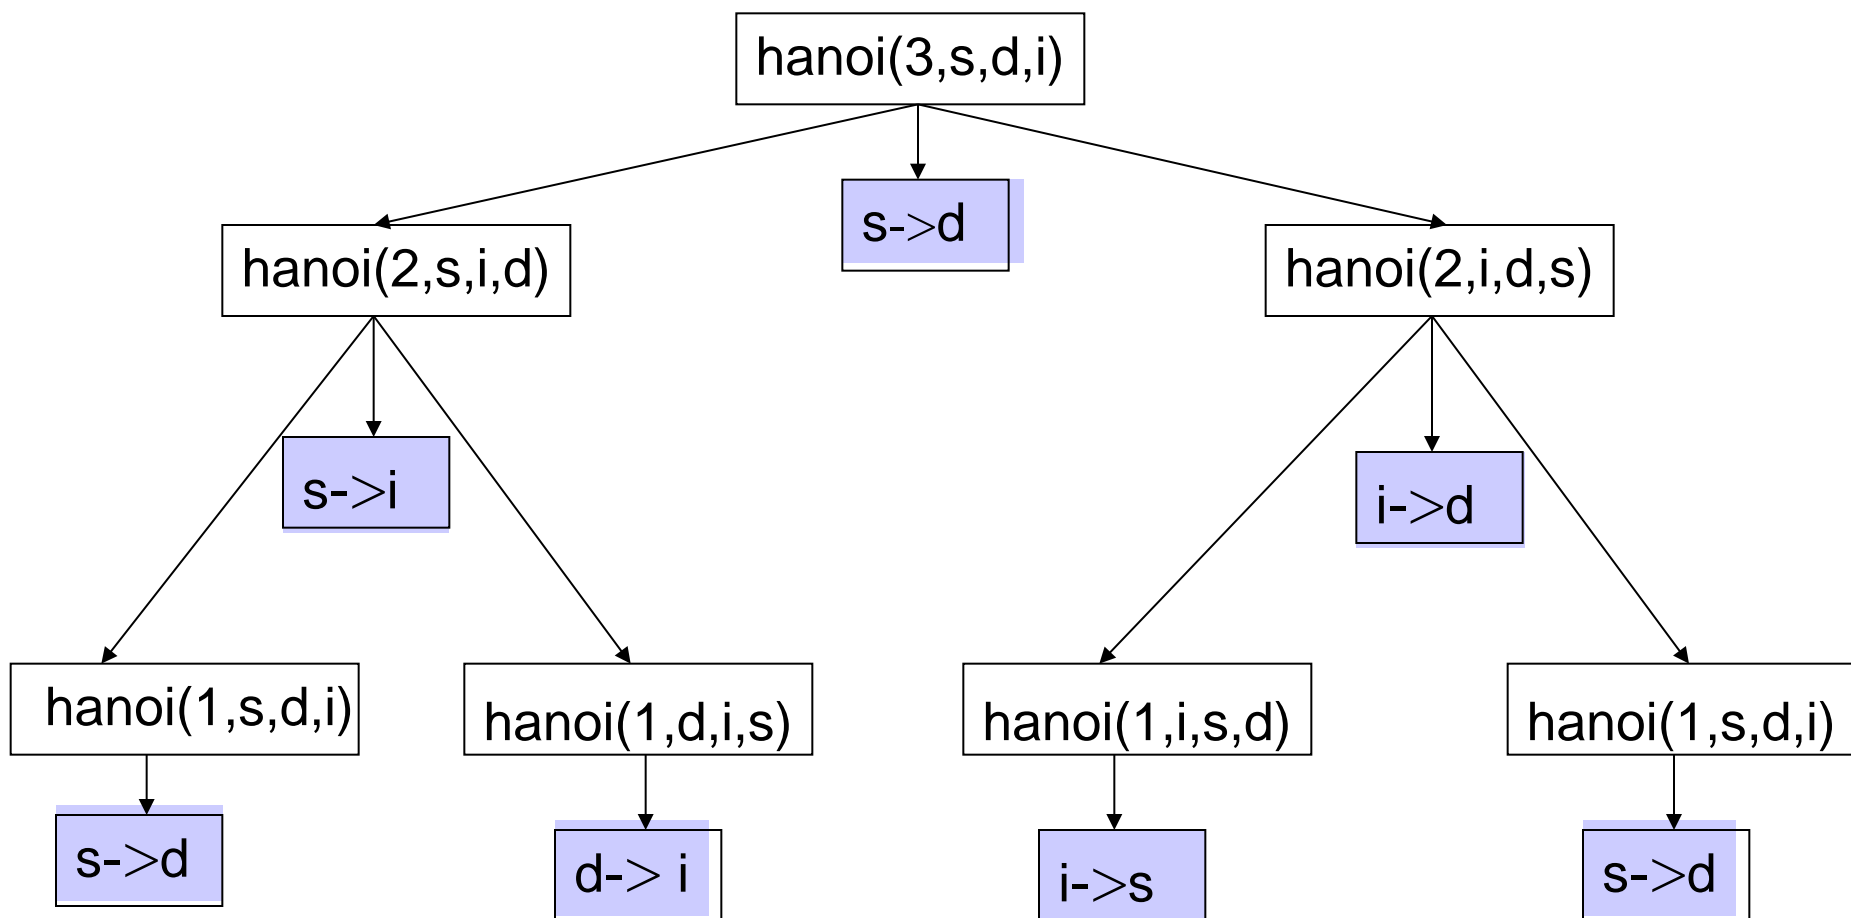 hanoi(3,s,d,i)
s->d
hanoi(2,s,i,d)
hanoi(2,i,d,s)
s->i
i->d
hanoi(1,s,d,i)
hanoi(1,d,i,s)
hanoi(1,i,s,d)
hanoi(1,s,d,i)
s->d
d-> i
i->s
s->d